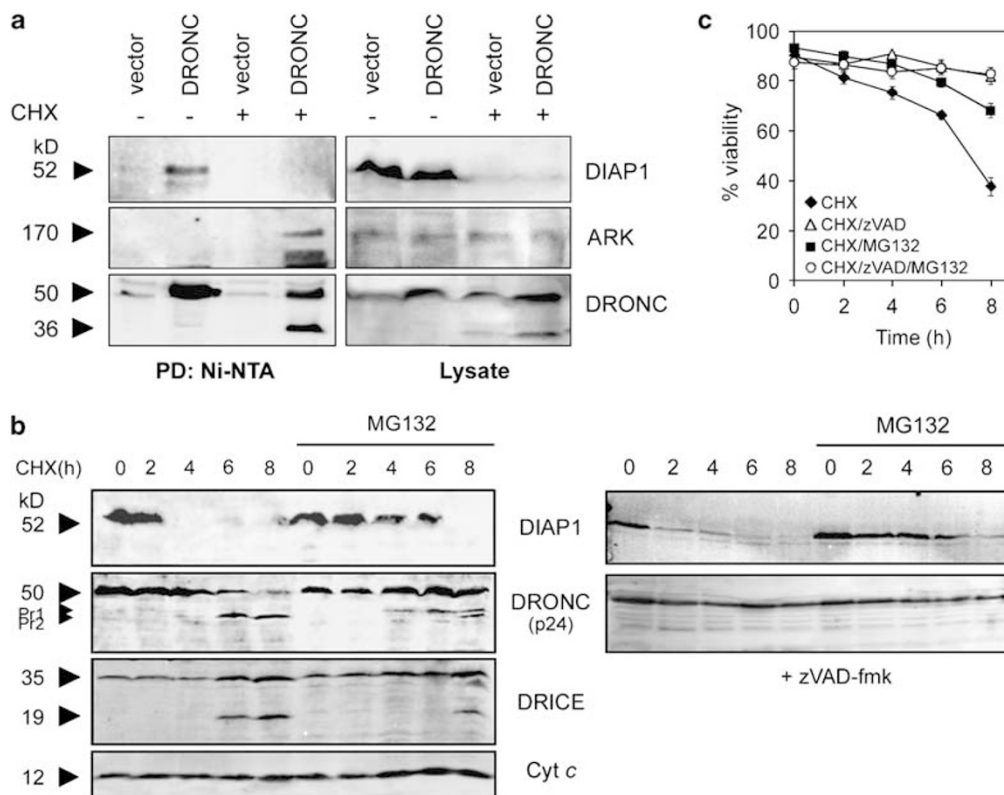 a
vector DRONC vector DRONC vector DRONC vector DRONC
CHX - - + + - - + +
kD
52 DIAP1
170 ARK
50 DRONC
36
PD: Ni-NTA Lysate
c
% viability
100
80
60
40
20
0
CHX
CHX/zVAD
CHX/MG132
CHX/zVAD/MG132
0 2 4 6 8
Time (h)
b
MG132 MG132
CHX(h) 0 2 4 6 8 0 2 4 6 8 0 2 4 6 8 0 2 4 6 8
kD
52 DIAP1
50 DRONC
Pr1 (p24)
Pr2
35 DRICE
19
12 Cyt c
+ zVAD-fmk